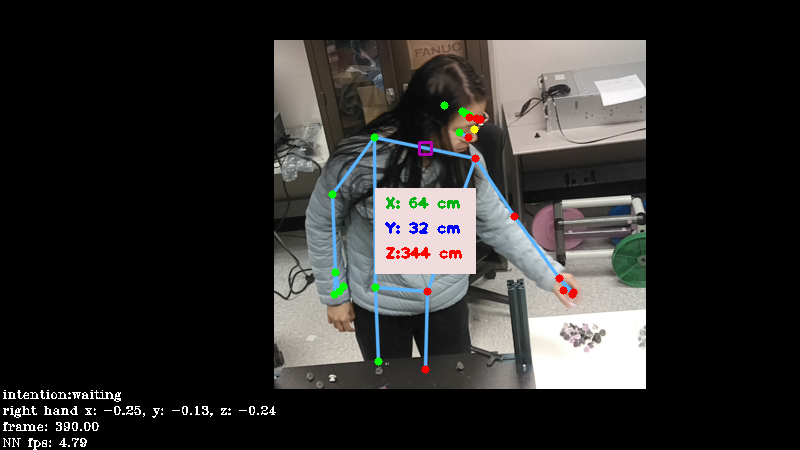 FANUC
X: 64 cm
Y: 32 cm
Z:344 cm
intention:waiting
right hand x: -0.25, y: -0.13, z: -0.24
frame: 390.00
NN fps: 4.79